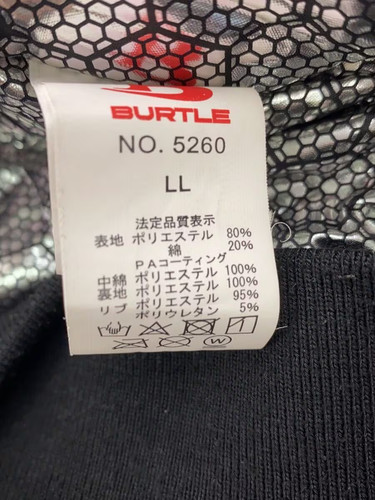 BURTLE
NO. 5260
LL
法定品質表示
表地 ポリエステル 80%
綿 20%
PAコーティング
中綿 ポリエステル 100%
裏地 ポリエステル 100%
リブ ポリエステル 95%
ポリウレタン 5%
W